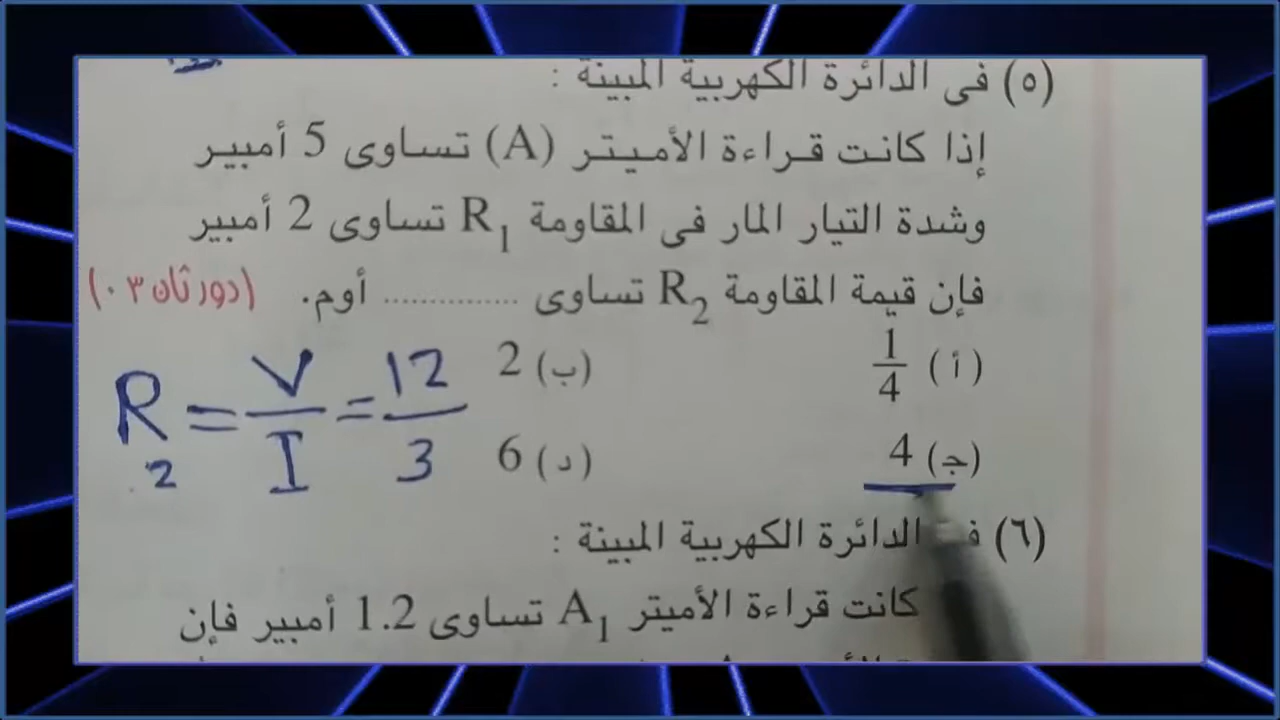 (٥) فى الدائرة الكهربية المبينة :
إذا كانت قراءة الأميتر (A) تساوى 5 أمبير
وشدة التيار المار فى المقاومة R₁ تساوى 2 أمبير
فإن قيمة المقاومة R₂ تساوى .............. أوم. (دور ثان ٠٣)
(أ) 1/4 (ب) 2
(ج) 4 (د) 6
R₂ = V/I = 12/3
(٦) الدائرة الكهربية المبينة :
كانت قراءة الأميتر A₁ تساوى 1.2 أمبير فإن